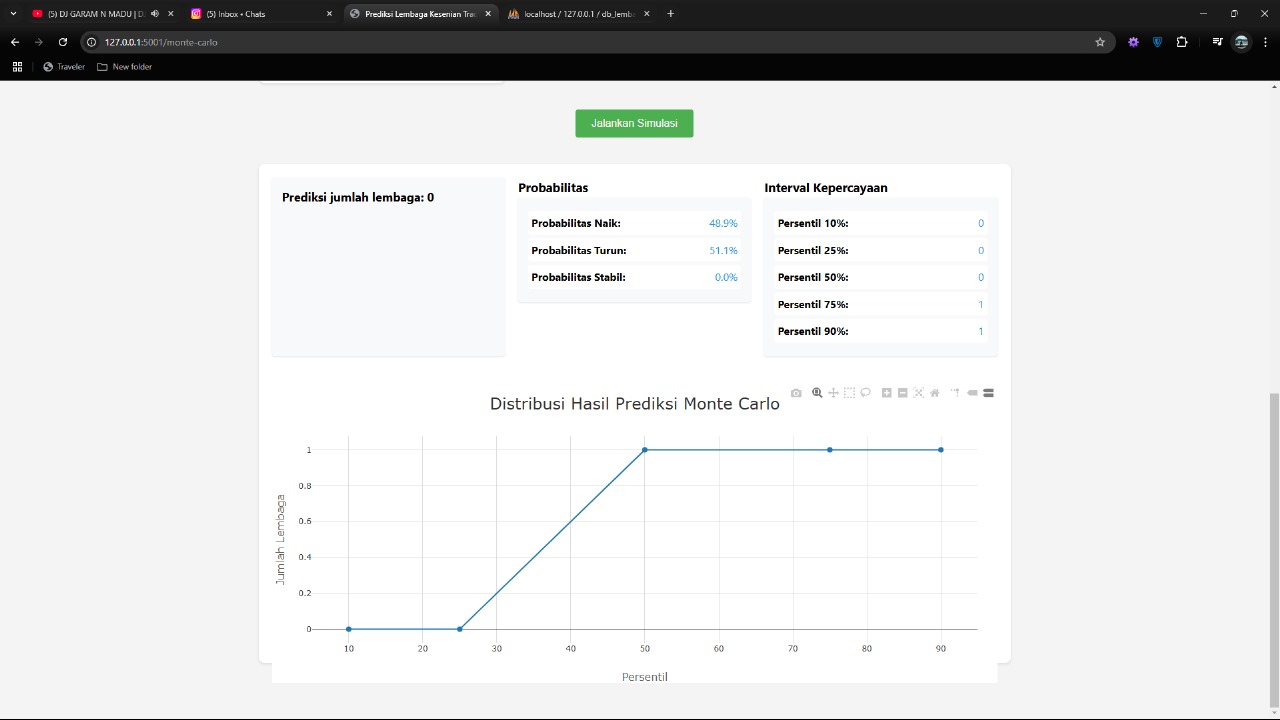 (5) DJ GARAM N MADU | D
(5) Inbox • Chats
Prediksi Lembaga Kesenian Trad
localhost / 127.0.0.1 / db_lemb
127.0.0.1:5001/monte-carlo
Traveler
New folder
Jalankan Simulasi
Prediksi jumlah lembaga: 0
Probabilitas
Probabilitas Naik: 48.9%
Probabilitas Turun: 51.1%
Probabilitas Stabil: 0.0%
Interval Kepercayaan
Persentil 10%: 0
Persentil 25%: 0
Persentil 50%: 0
Persentil 75%: 1
Persentil 90%: 1
Distribusi Hasil Prediksi Monte Carlo
Jumlah Lembaga
1
0.8
0.6
0.4
0.2
0
10 20 30 40 50 60 70 80 90
Persentil